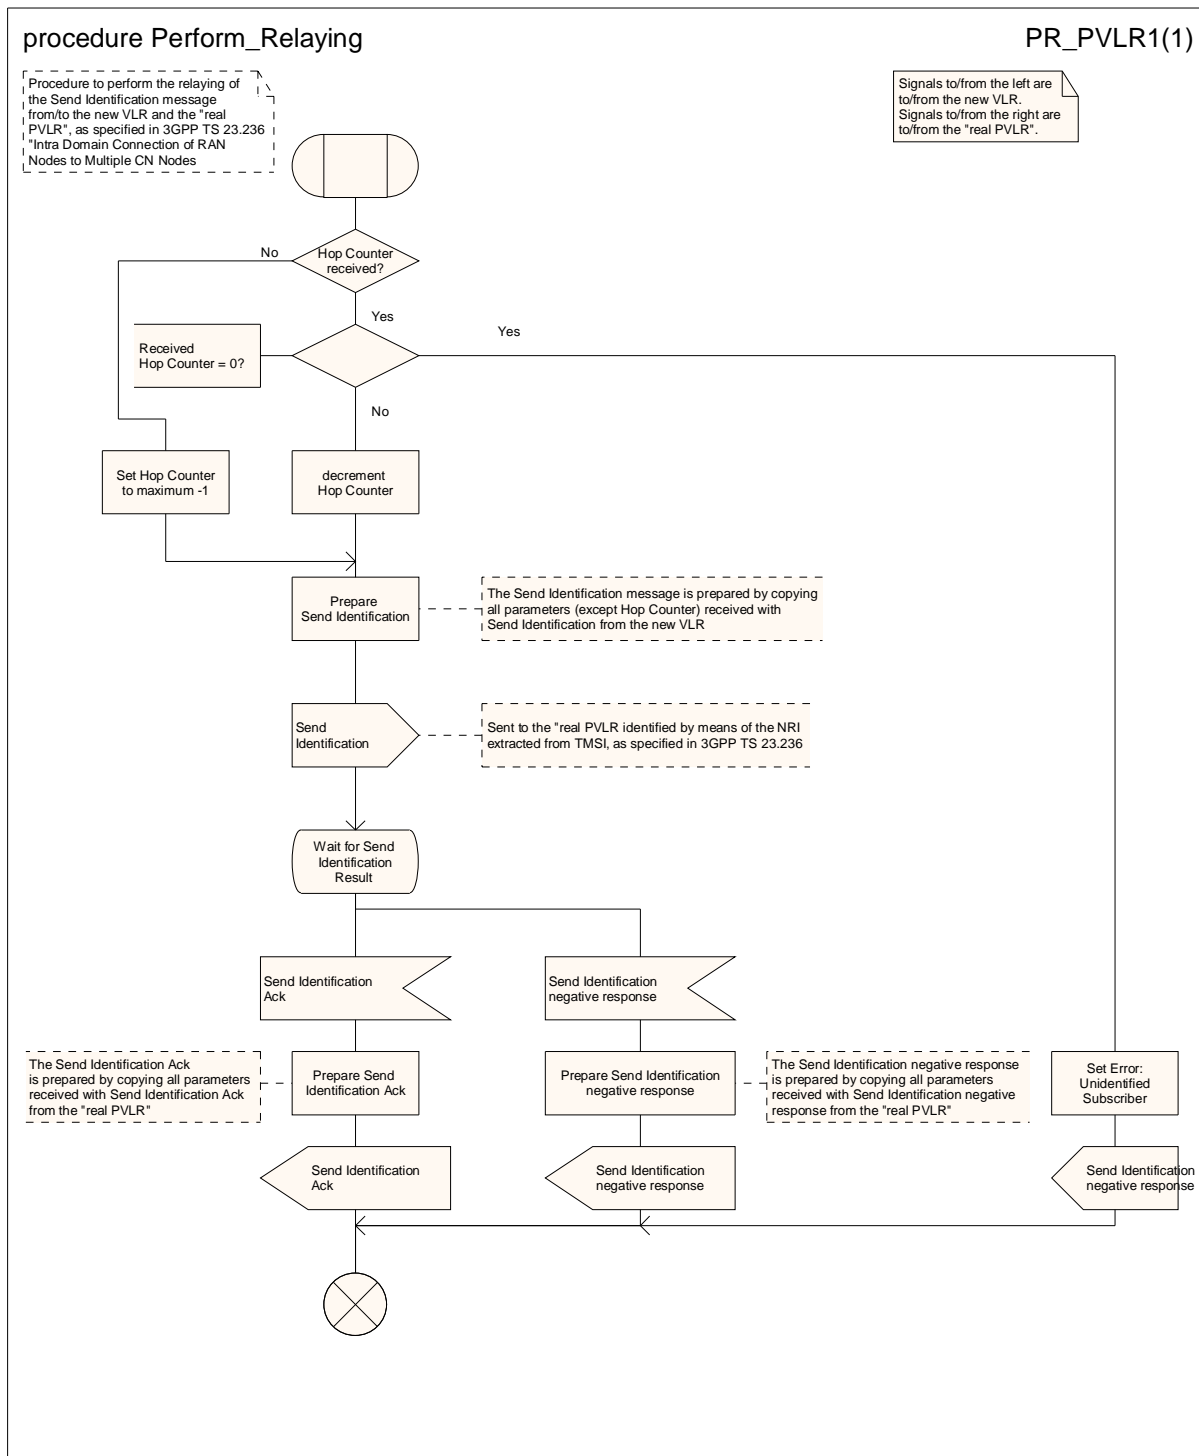 procedure Perform_Relaying
PR_PVLR1(1)
Procedure to perform the relaying of
the Send Identification message
from/to the new VLR and the "real
PVLR", as specified in 3GPP TS 23.236
"Intra Domain Connection of RAN
Nodes to Multiple CN Nodes
Signals to/from the left are
to/from the new VLR.
Signals to/from the right are
to/from the "real PVLR".
No
Hop Counter
received?
Yes
Yes
Received
Hop Counter = 0?
No
Set Hop Counter
to maximum -1
decrement
Hop Counter
Prepare
Send Identification
The Send Identification message is prepared by copying
all parameters (except Hop Counter) received with
Send Identification from the new VLR
Send
Identification
Sent to the "real PVLR identified by means of the NRI
extracted from TMSI, as specified in 3GPP TS 23.236
Wait for Send
Identification
Result
Send Identification
Ack
Send Identification
negative response
The Send Identification Ack
is prepared by copying all parameters
received with Send Identification Ack
from the "real PVLR"
Prepare Send
Identification Ack
Prepare Send Identification
negative response
The Send Identification negative response
is prepared by copying all parameters
received with Send Identification negative
response from the "real PVLR"
Set Error:
Unidentified
Subscriber
Send Identification
Ack
Send Identification
negative response
Send Identification
negative response